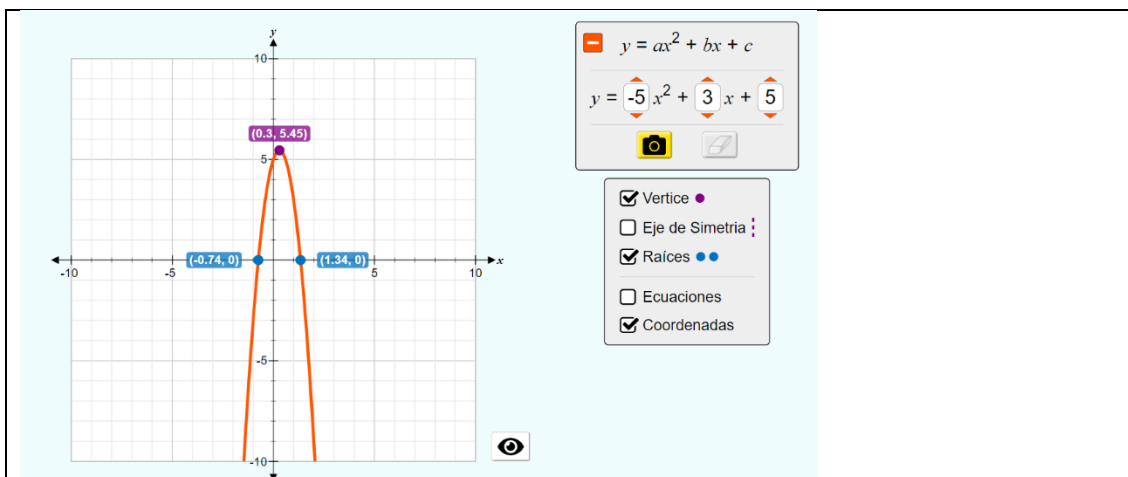 y
10
(0.3, 5.45)
5
(-0.74, 0)
(1.34, 0)
x
-10
-5
5
10
-5
-10
y = ax² + bx + c
y = -5 x² + 3 x + 5
Vertice
Eje de Simetria
Raíces
Ecuaciones
Coordenadas